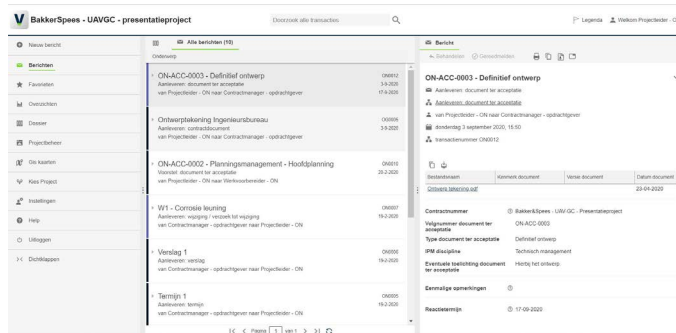 BakkerSpees - UAVGC - presentatieproject
Doorzoek alle transacties
Legenda
Welkom Projectleider - O
Nieuw bericht
Berichten
Favorieten
Overzichten
Dossier
Projectbeheer
Gis kaarten
Kies Project
Instellingen
Help
Uitloggen
Dichtklappen
Alle berichten (10)
Onderwerp
ON-ACC-0003 - Definitief ontwerp
ON0012
Aanleveren: document ter acceptatie
3-9-2020
van Projectleider - ON naar Contractmanager - opdrachtgever
17-9-2020
Ontwerptekening Ingenieursbureau
Aanleveren: contractdocument
3-9-2020
van Projectleider - ON naar Contractmanager - opdrachtgever
ON-ACC-0002 - Planningsmanagement - Hoofdplanning
ON0010
Voorstel: document ter acceptatie
20-2-2020
van Projectleider - ON naar Werkvoorbereider - ON
W1 - Corrosie leuning
ON0007
Aanleveren: wijziging / verzoek tot wijziging
19-2-2020
van Contractmanager - opdrachtgever naar Projectleider - ON
Verslag 1
ON0006
Aanleveren: verslag
19-2-2020
van Contractmanager - opdrachtgever naar Projectleider - ON
Termijn 1
ON0005
Aanleveren: termijn
19-2-2020
van Contractmanager - opdrachtgever naar Projectleider - ON
Pagina 1 van 1
Bericht
Behandelen
Gereedmelden
ON-ACC-0003 - Definitief ontwerp
Aanleveren: document ter acceptatie
Aanleveren: document ter acceptatie
van Projectleider - ON naar Contractmanager - opdrachtgever
donderdag 3 september 2020, 15:50
transactienummer ON0012
Bestandsnaam
Kenmerk document
Versie document
Datum document
Ontwerp tekening.pdf
23-04-2020
Contractnummer
Bakker&Spees - UAV-GC - Presentatieproject
Volgnummer document ter acceptatie
ON-ACC-0003
Type document ter acceptatie
Definitief ontwerp
IPM discipline
Technisch management
Eventuele toelichting document ter acceptatie
Hierbij het ontwerp
Eenmalige opmerkingen
Reactietermijn
17-09-2020